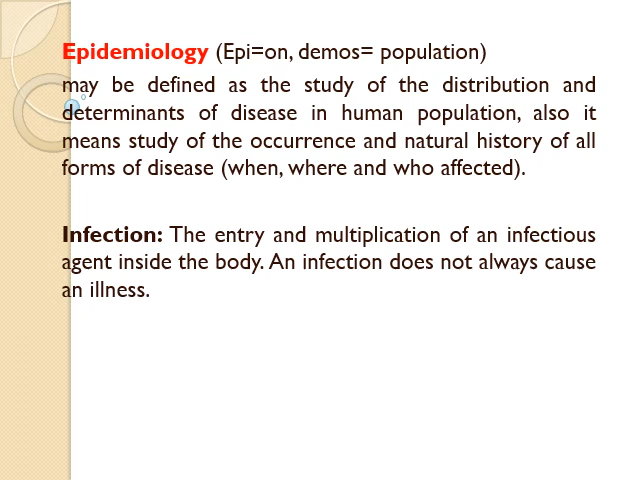 Epidemiology (Epi=on, demos= population)
may be defined as the study of the distribution and
determinants of disease in human population, also it
means study of the occurrence and natural history of all
forms of disease (when, where and who affected).
Infection: The entry and multiplication of an infectious
agent inside the body. An infection does not always cause
an illness.